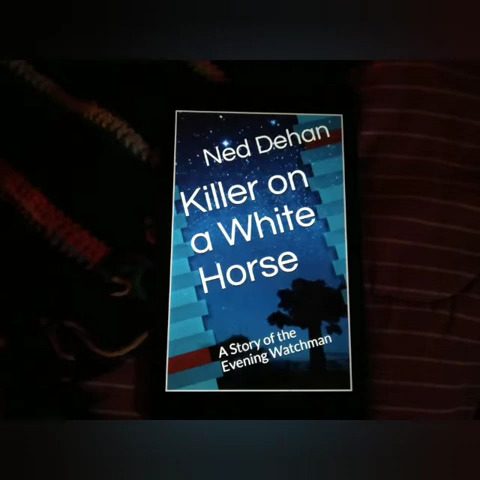 Ned Dehan
Killer on
a White
Horse
A Story of the
Evening Watchman